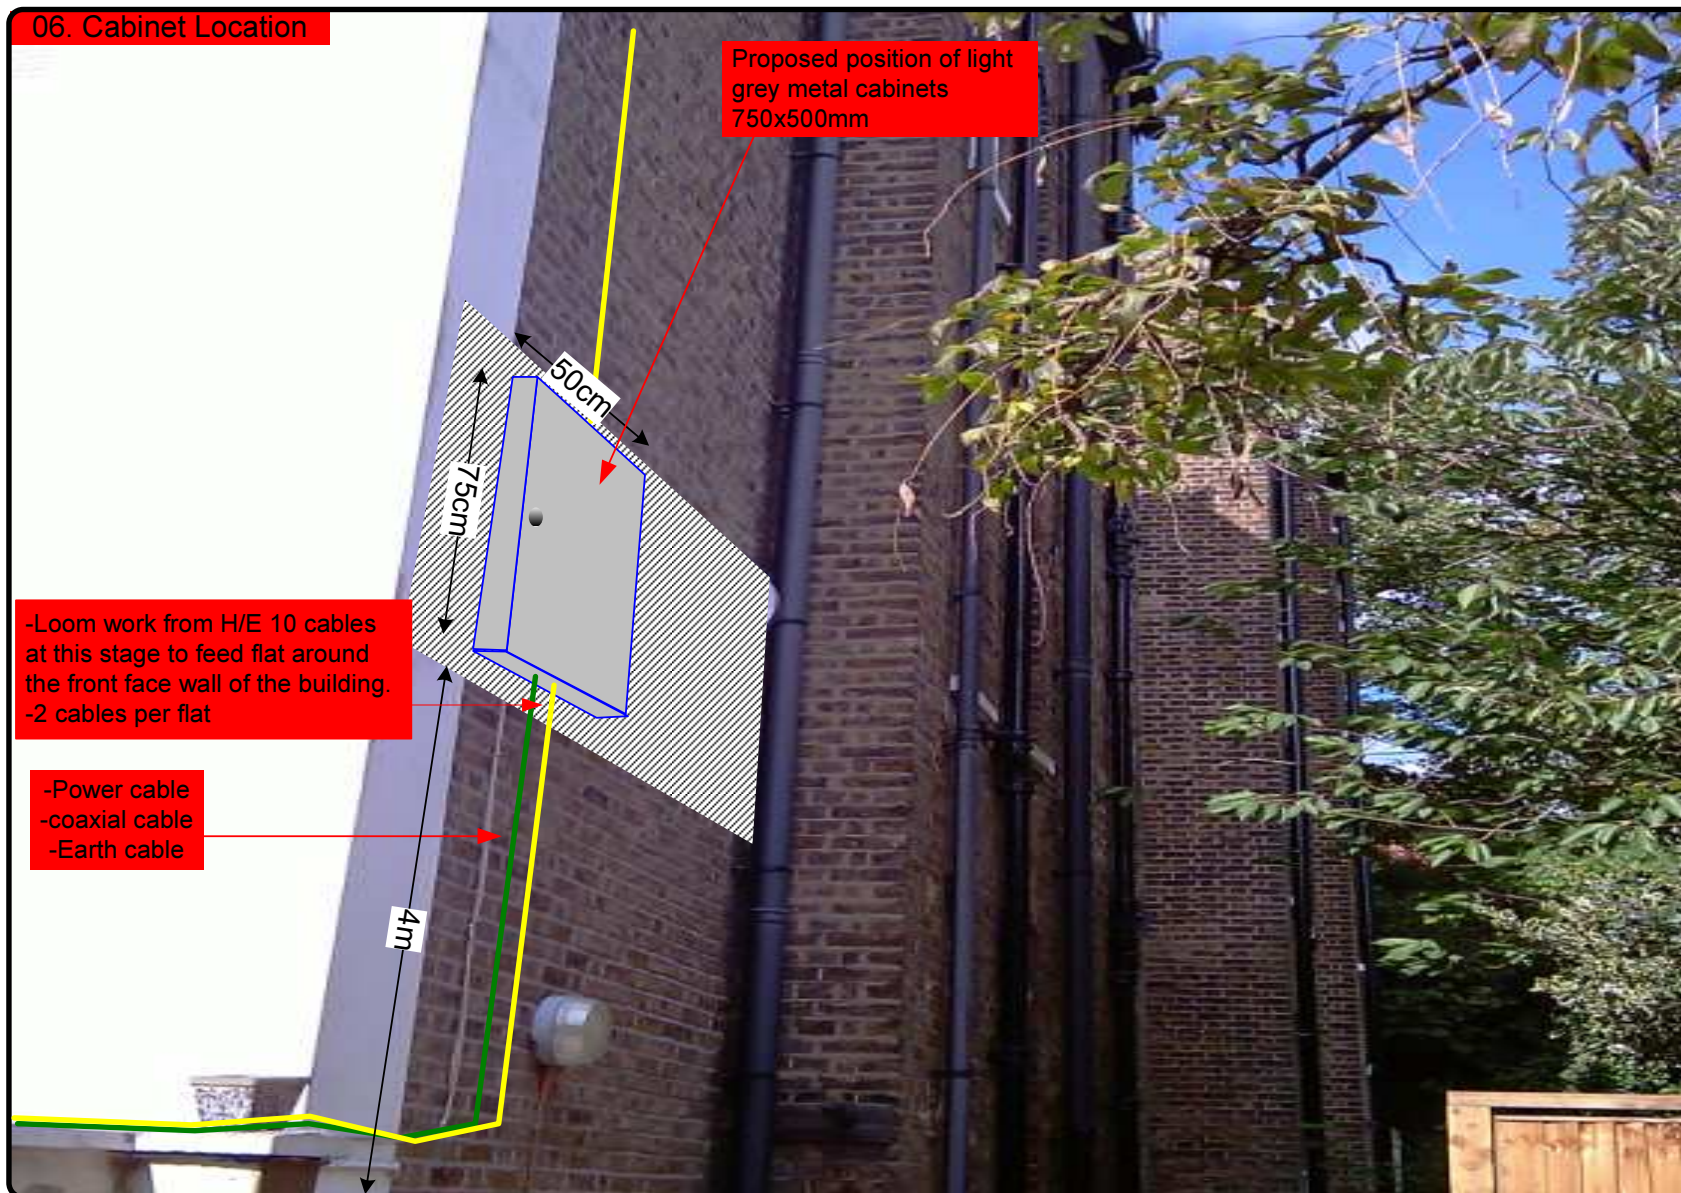 06. Cabinet Location
Proposed position of light
grey metal cabinets
750x500mm
50cm
75cm
-Loom work from H/E 10 cables
at this stage to feed flat around
the front face wall of the building.
-2 cables per flat
-Power cable
-coaxial cable
-Earth cable
4m